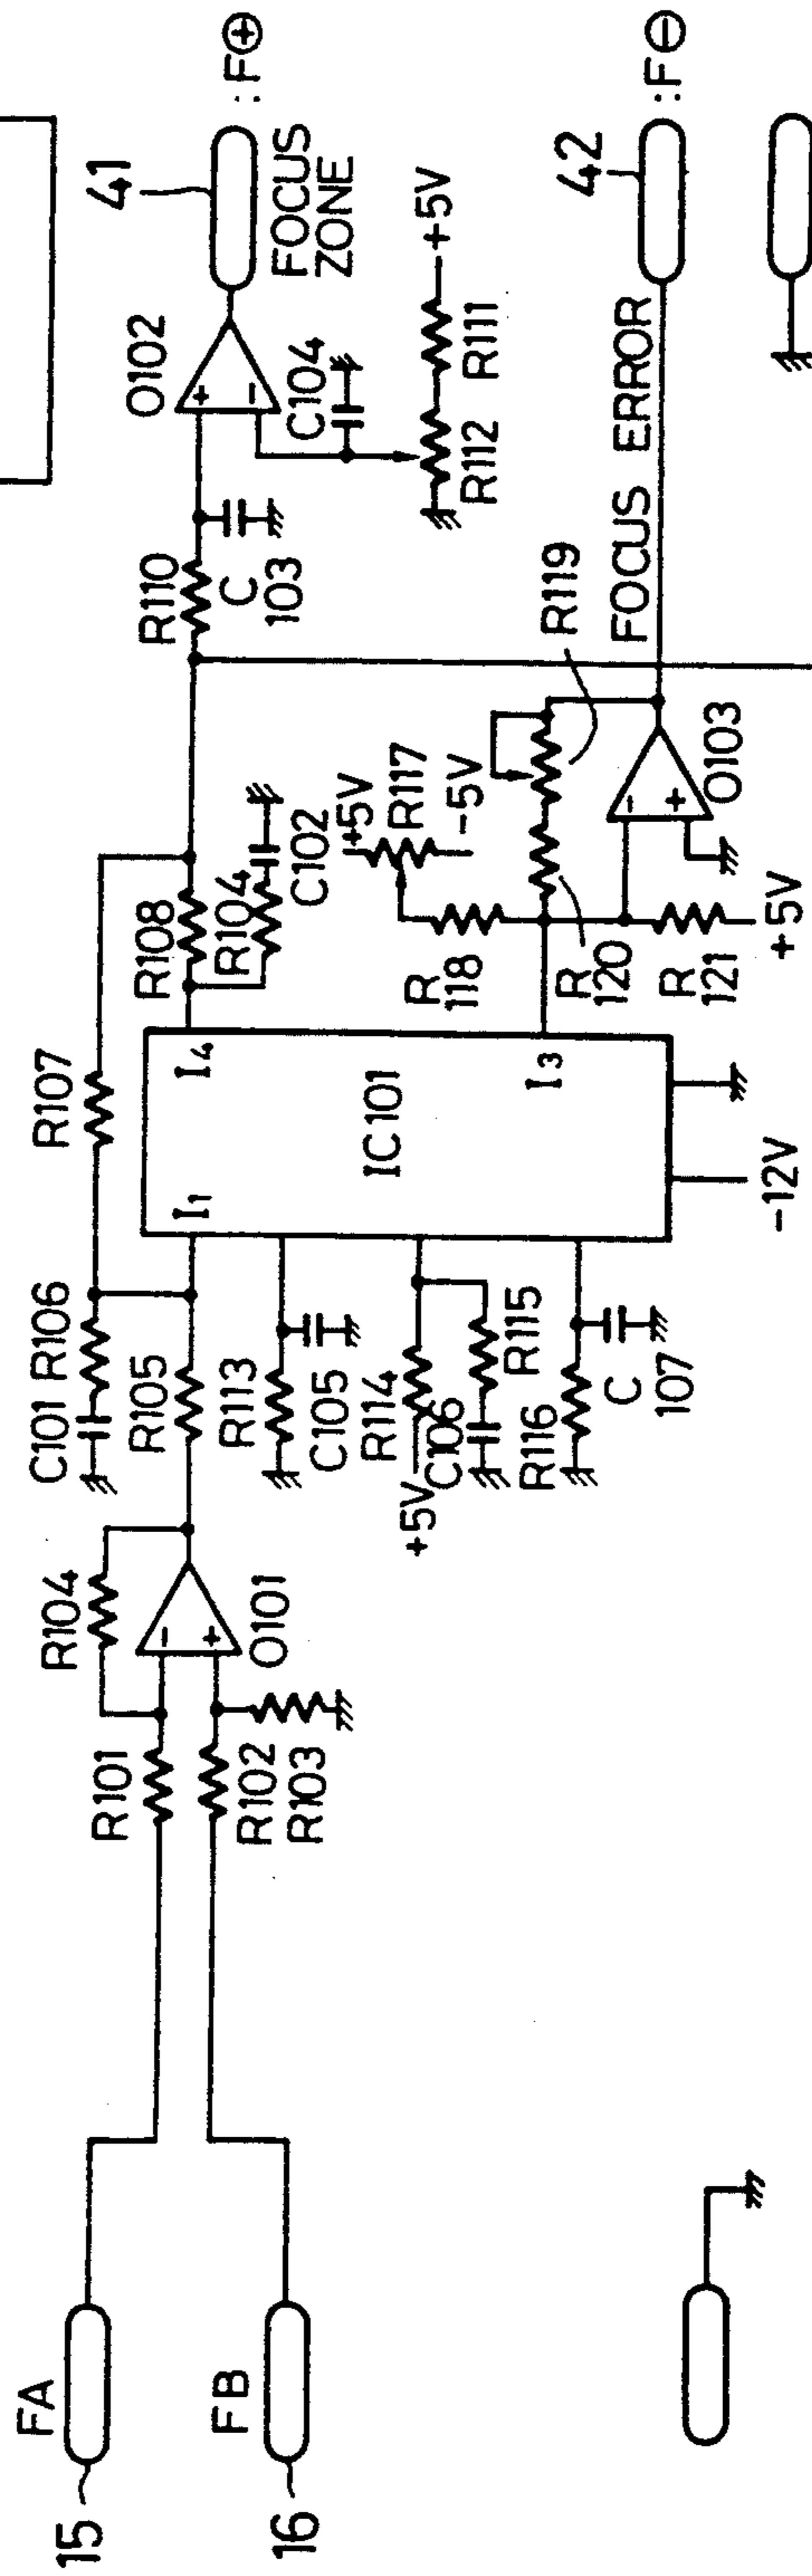 FA
15
FB
16
R101
R102
R103
R104
-
+
O101
C101 R106
R105
R107
R113
C105
R114
+5V
C106
R115
R116
C
107
I1
I4
IC101
I3
-12V
R108
R104
C102
+5V
R117
-5V
R
118
R
120
R119
R
121
+5V
-
+
O103
R110
C
103
O102
+
-
C104
R112
R111
+5V
41
FOCUS
ZONE
:F⊕
FOCUS ERROR
42
:F⊖